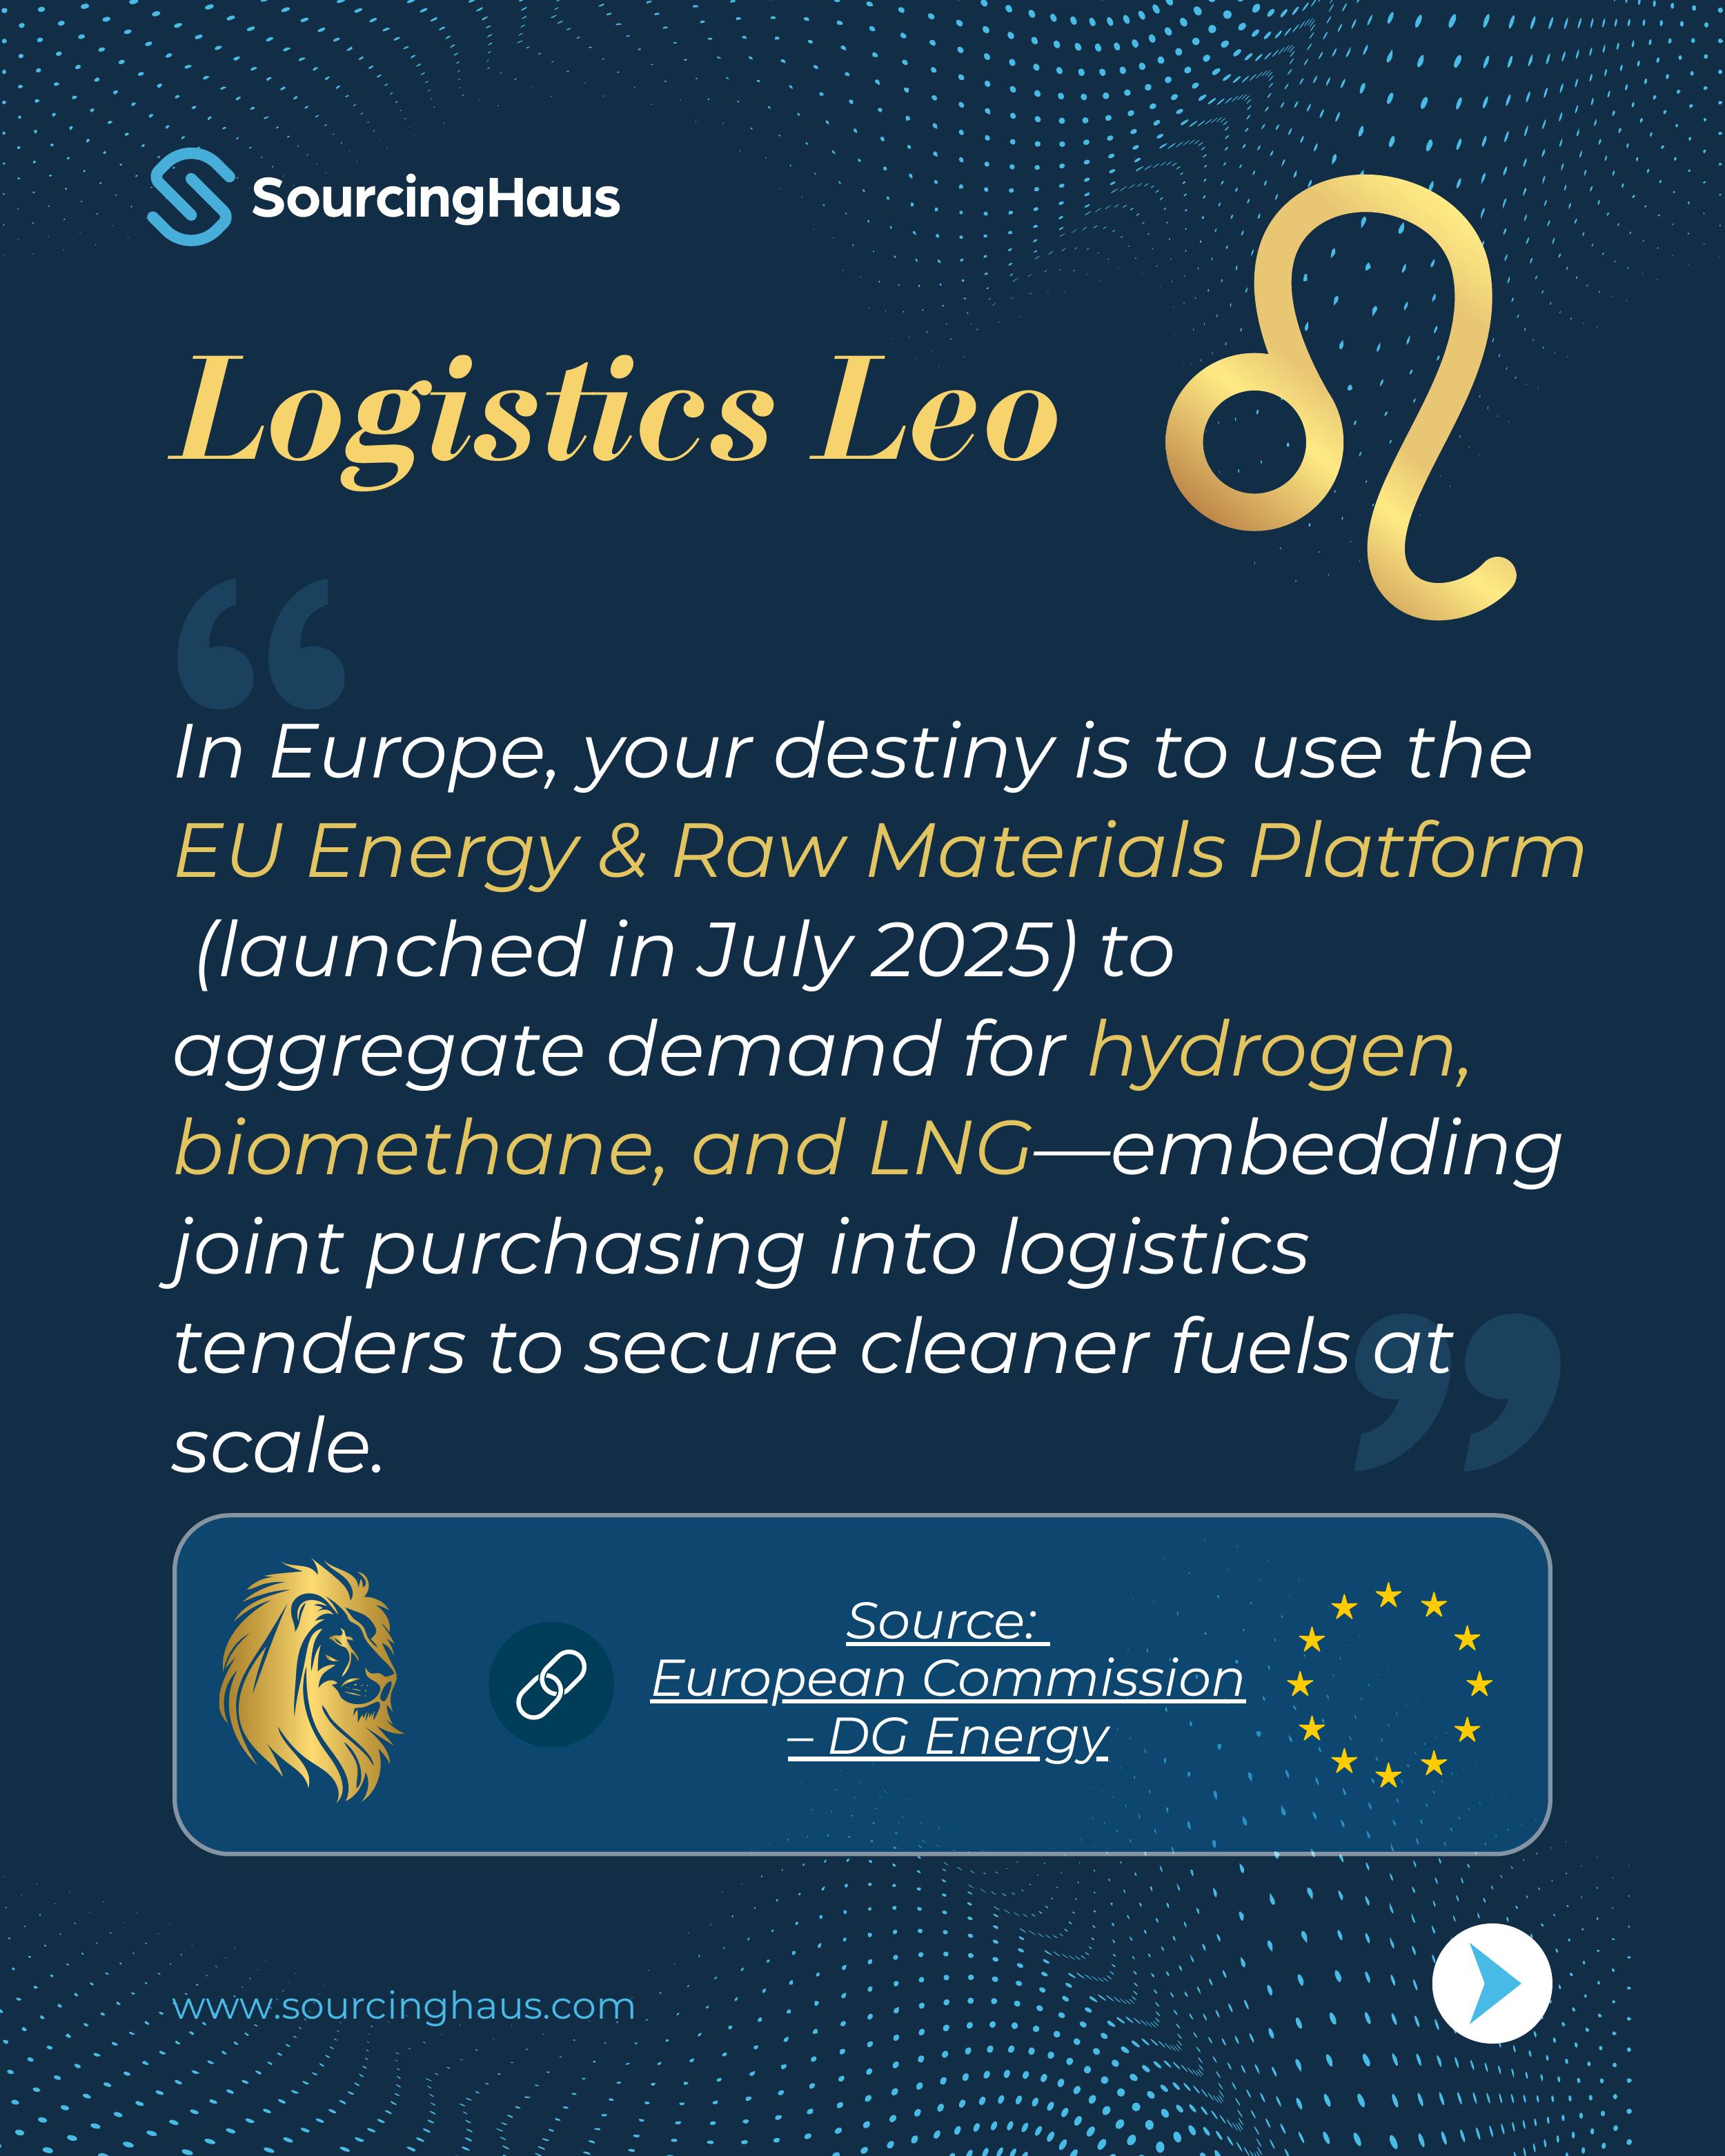 SourcingHaus
Logistics Leo
“
In Europe, your destiny is to use the
EU Energy & Raw Materials Platform
(launched in July 2025) to
aggregate demand for hydrogen,
biomethane, and LNG—embedding
joint purchasing into logistics
tenders to secure cleaner fuels at
scale.
”
Source:
European Commission
– DG Energy
www.sourcinghaus.com